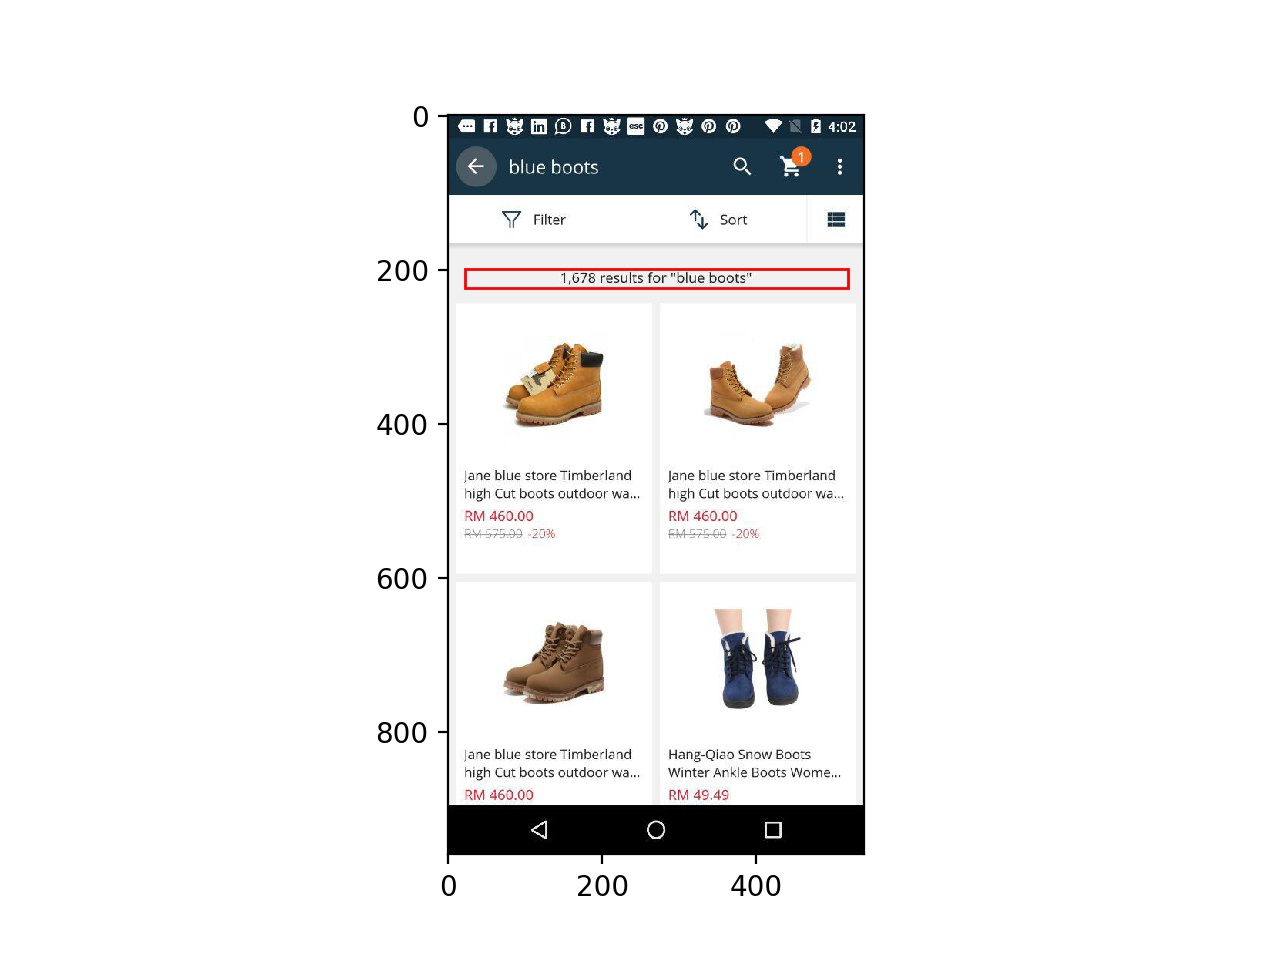 0
200
400
600
800
0 200 400
esc
B
4:02
blue boots
1
Filter
Sort
1,678 results for "blue boots"
Jane blue store Timberland
high Cut boots outdoor wa...
RM 460.00
RM 575.00 -20%
Jane blue store Timberland
high Cut boots outdoor wa...
RM 460.00
RM 575.00 -20%
Jane blue store Timberland
high Cut boots outdoor wa...
RM 460.00
Hang-Qiao Snow Boots
Winter Ankle Boots Wome...
RM 49.49